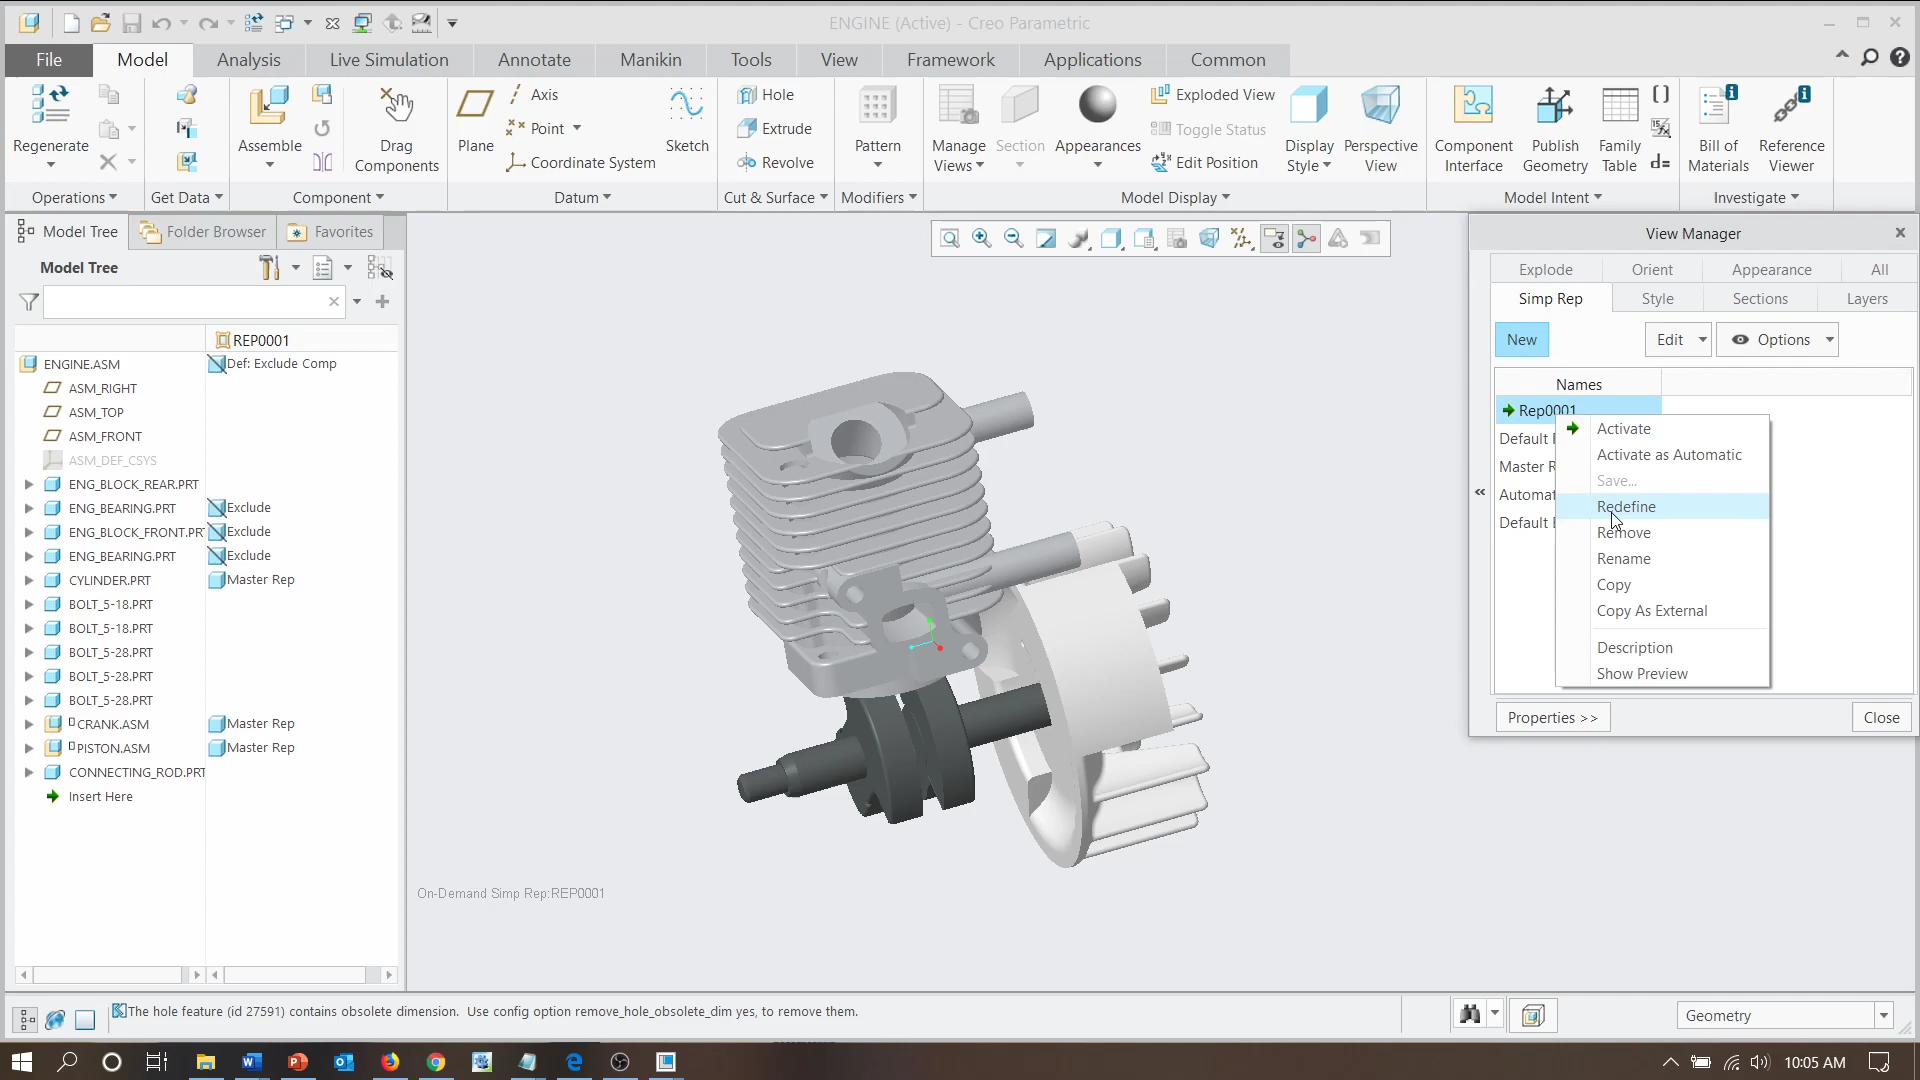 ENGINE (Active) - Creo Parametric
File Model Analysis Live Simulation Annotate Manikin Tools View Framework Applications Common
Regenerate
Operations
Get Data
Assemble
Drag Components
Component
Plane
Axis
Point
Coordinate System
Sketch
Datum
Hole
Extrude
Revolve
Cut & Surface
Pattern
Modifiers
Manage Views
Section
Appearances
Exploded View
Toggle Status
Edit Position
Display Style
Perspective View
Model Display
Component Interface
Publish Geometry
Family Table
Model Intent
Bill of Materials
Reference Viewer
Investigate
Model Tree Folder Browser Favorites
Model Tree
REP0001
ENGINE.ASM Def: Exclude Comp
ASM_RIGHT
ASM_TOP
ASM_FRONT
ASM_DEF_CSYS
ENG_BLOCK_REAR.PRT
ENG_BEARING.PRT Exclude
ENG_BLOCK_FRONT.PR Exclude
ENG_BEARING.PRT Exclude
CYLINDER.PRT Master Rep
BOLT_5-18.PRT
BOLT_5-18.PRT
BOLT_5-28.PRT
BOLT_5-28.PRT
BOLT_5-28.PRT
CRANK.ASM Master Rep
PISTON.ASM Master Rep
CONNECTING_ROD.PRT
Insert Here
On-Demand Simp Rep:REP0001
View Manager
Explode Orient Appearance All
Simp Rep Style Sections Layers
New Edit Options
Names
Rep0001
Default
Master R
Automat
Default
Activate
Activate as Automatic
Save...
Redefine
Remove
Rename
Copy
Copy As External
Description
Show Preview
Properties >> Close
The hole feature (id 27591) contains obsolete dimension. Use config option remove_hole_obsolete_dim yes, to remove them.
Geometry
10:05 AM